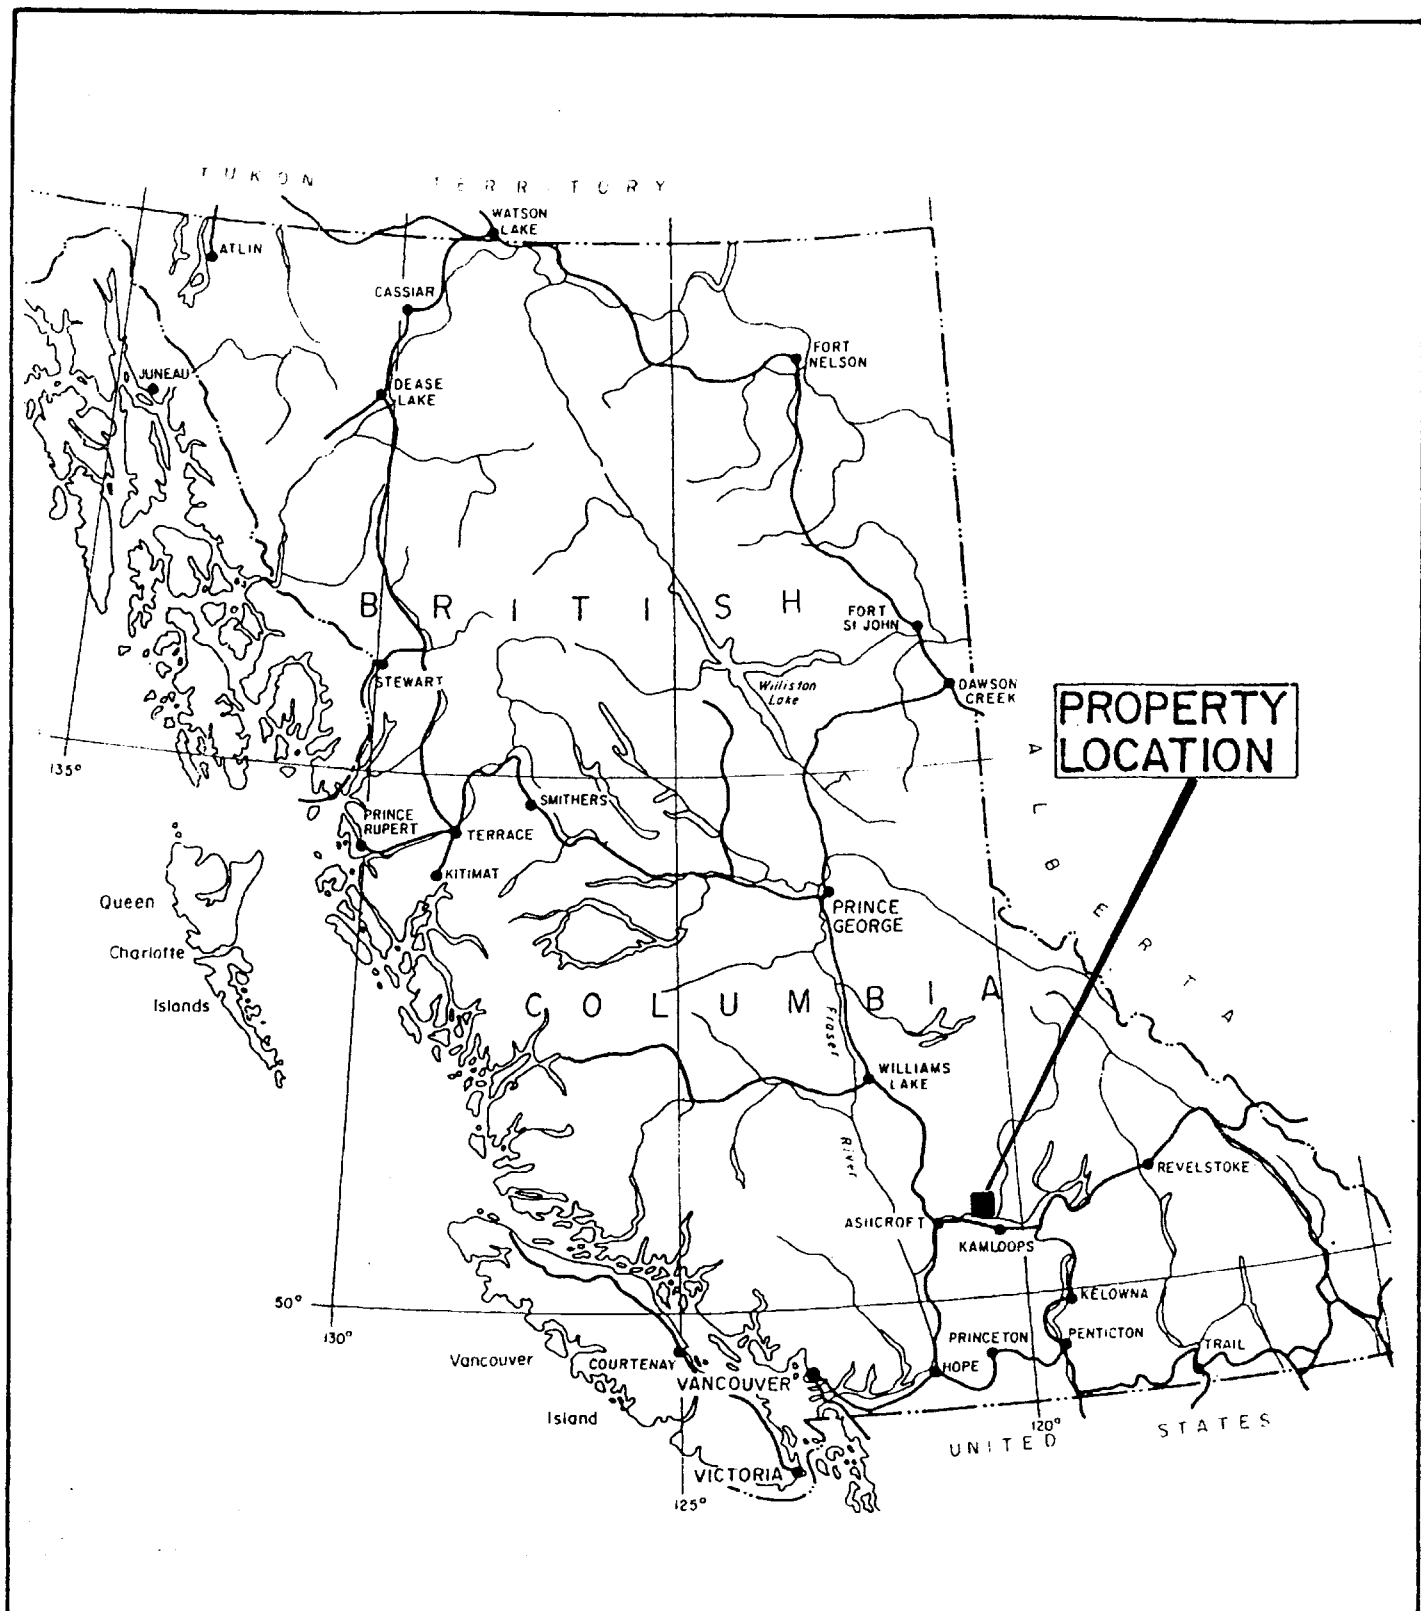 YUKON TERRITORY
WATSON
LAKE
ATLIN
CASSIAR
FORT
NELSON
JUNEAU
DEASE
LAKE
BRITISH
FORT
St JOHN
STEWART
Williston
Lake
DAWSON
CREEK
PROPERTY
LOCATION
ALBERTA
135°
SMITHERS
PRINCE
RUPERT
TERRACE
KITIMAT
PRINCE
GEORGE
Queen
Charlotte
Islands
COLUMBIA
Fraser
River
WILLIAMS
LAKE
REVELSTOKE
ASHCROFT
KAMLOOPS
50°
130°
KELOWNA
PRINCETON
PENTICTON
TRAIL
HOPE
Vancouver
Island
COURTENAY
VANCOUVER
120°
UNITED STATES
VICTORIA
125°